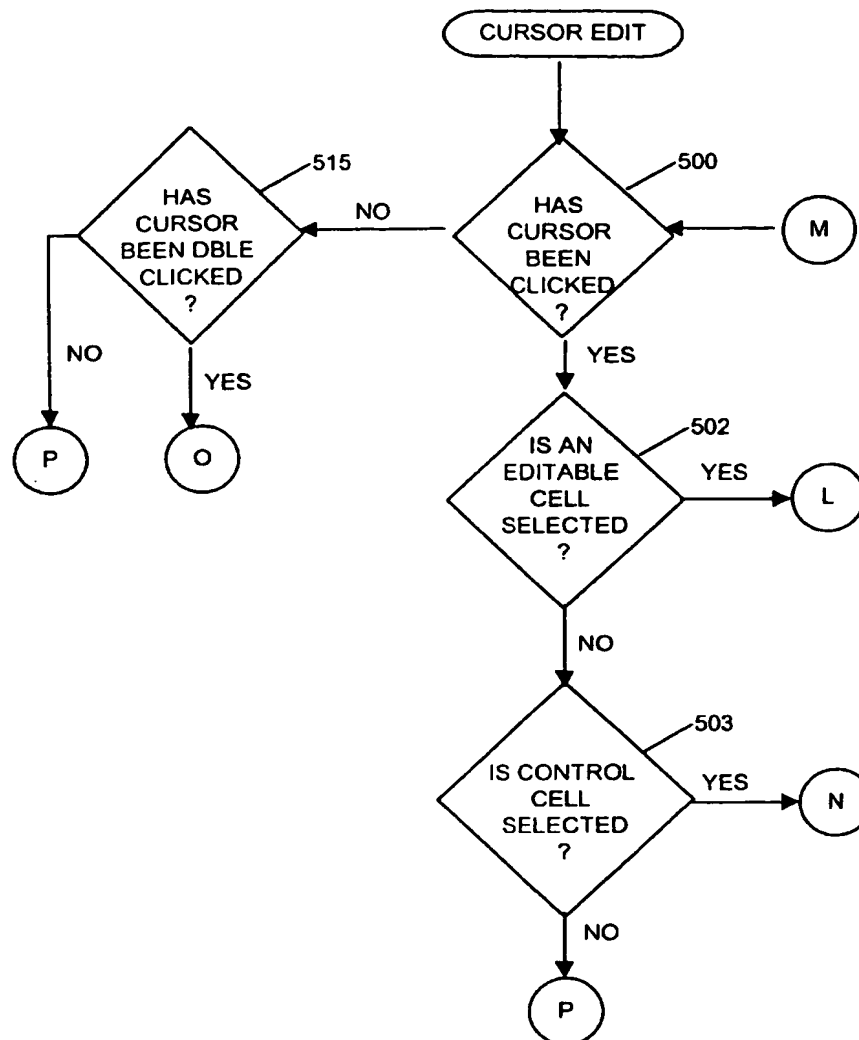 CURSOR EDIT
500
HAS
CURSOR
BEEN
CLICKED
?
M
NO
515
HAS
CURSOR
BEEN DBLE
CLICKED
?
NO
P
YES
O
YES
502
IS AN
EDITABLE
CELL
SELECTED
?
YES
L
NO
503
IS CONTROL
CELL
SELECTED
?
YES
N
NO
P